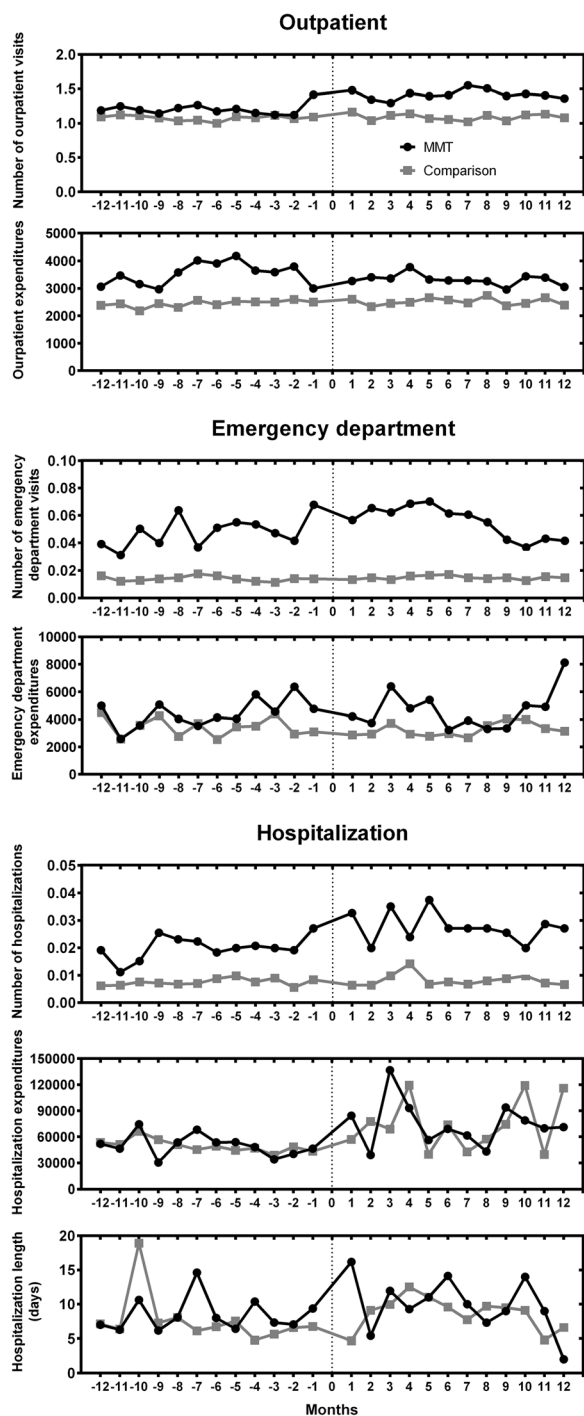 Outpatient
Number of ourpatient visits
2.0
1.5
1.0
0.5
0.0
MMT
Comparison
-12 -11 -10 -9 -8 -7 -6 -5 -4 -3 -2 -1 0 1 2 3 4 5 6 7 8 9 10 11 12
Ourpatient expenditures
5000
4000
3000
2000
1000
0
-12 -11 -10 -9 -8 -7 -6 -5 -4 -3 -2 -1 0 1 2 3 4 5 6 7 8 9 10 11 12
Emergency department
Number of emergency
department visits
0.10
0.08
0.06
0.04
0.02
0.00
-12 -11 -10 -9 -8 -7 -6 -5 -4 -3 -2 -1 0 1 2 3 4 5 6 7 8 9 10 11 12
Emergency department
expenditures
10000
8000
6000
4000
2000
0
-12 -11 -10 -9 -8 -7 -6 -5 -4 -3 -2 -1 0 1 2 3 4 5 6 7 8 9 10 11 12
Hospitalization
Number of hospitalizations
0.05
0.04
0.03
0.02
0.01
0.00
-12 -11 -10 -9 -8 -7 -6 -5 -4 -3 -2 -1 0 1 2 3 4 5 6 7 8 9 10 11 12
Hospitalization expenditures
150000
120000
90000
60000
30000
0
-12 -11 -10 -9 -8 -7 -6 -5 -4 -3 -2 -1 0 1 2 3 4 5 6 7 8 9 10 11 12
Hospitalization length
(days)
20
15
10
5
0
-12 -11 -10 -9 -8 -7 -6 -5 -4 -3 -2 -1 0 1 2 3 4 5 6 7 8 9 10 11 12
Months